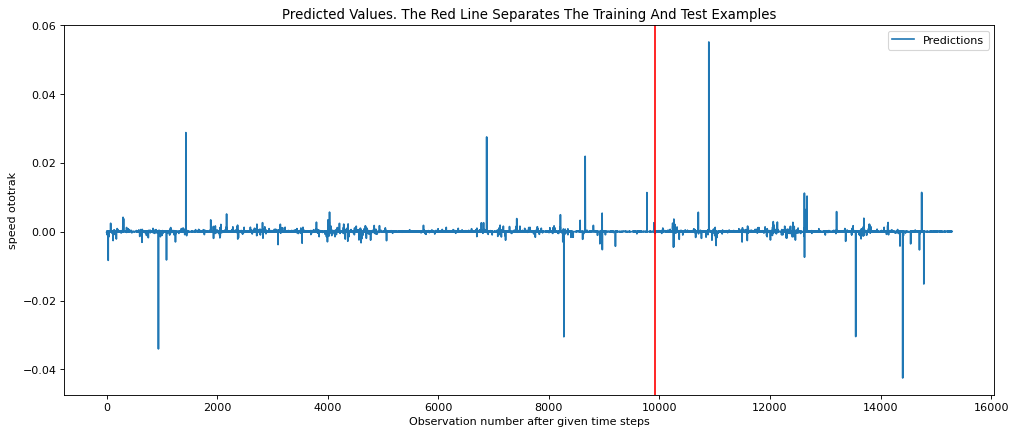 Predicted Values. The Red Line Separates The Training And Test Examples
Predictions
speed ototrak
0.06
0.04
0.02
0.00
−0.02
−0.04
0 2000 4000 6000 8000 10000 12000 14000 16000
Observation number after given time steps